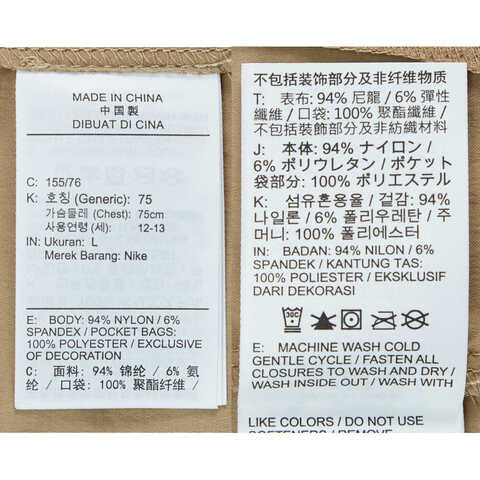 MADE IN CHINA
中国製
DIBUAT DI CINA
C: 155/76
K: 호칭 (Generic): 75
가슴둘레 (Chest): 75cm
사용연령 (세): 12-13
IN: Ukuran: L
Merek Barang: Nike
E: BODY: 94% NYLON / 6%
SPANDEX / POCKET BAGS:
100% POLYESTER / EXCLUSIVE
OF DECORATION
C: 面料: 94% 锦纶 / 6% 氨
纶 / 口袋: 100% 聚酯纤维 /
不包括装饰部分及非纤维物质
T: 表布: 94% 尼龍 / 6% 彈性
纖維 / 口袋: 100% 聚酯纖維 /
不包括裝飾部分及非紡織材料
J: 本体: 94% ナイロン /
6% ポリウレタン / ポケット
袋部分: 100% ポリエステル
K: 섬유혼용율 / 겉감: 94%
나일론 / 6% 폴리우레탄 / 주
머니: 100% 폴리에스터
IN: BADAN: 94% NILON / 6%
SPANDEK / KANTUNG TAS:
100% POLIESTER / EKSKLUSIF
DARI DEKORASI
30C
E: MACHINE WASH COLD
GENTLE CYCLE / FASTEN ALL
CLOSURES TO WASH AND DRY /
WASH INSIDE OUT / WASH WITH
LIKE COLORS / DO NOT USE
SOFTENERS / REMOVE